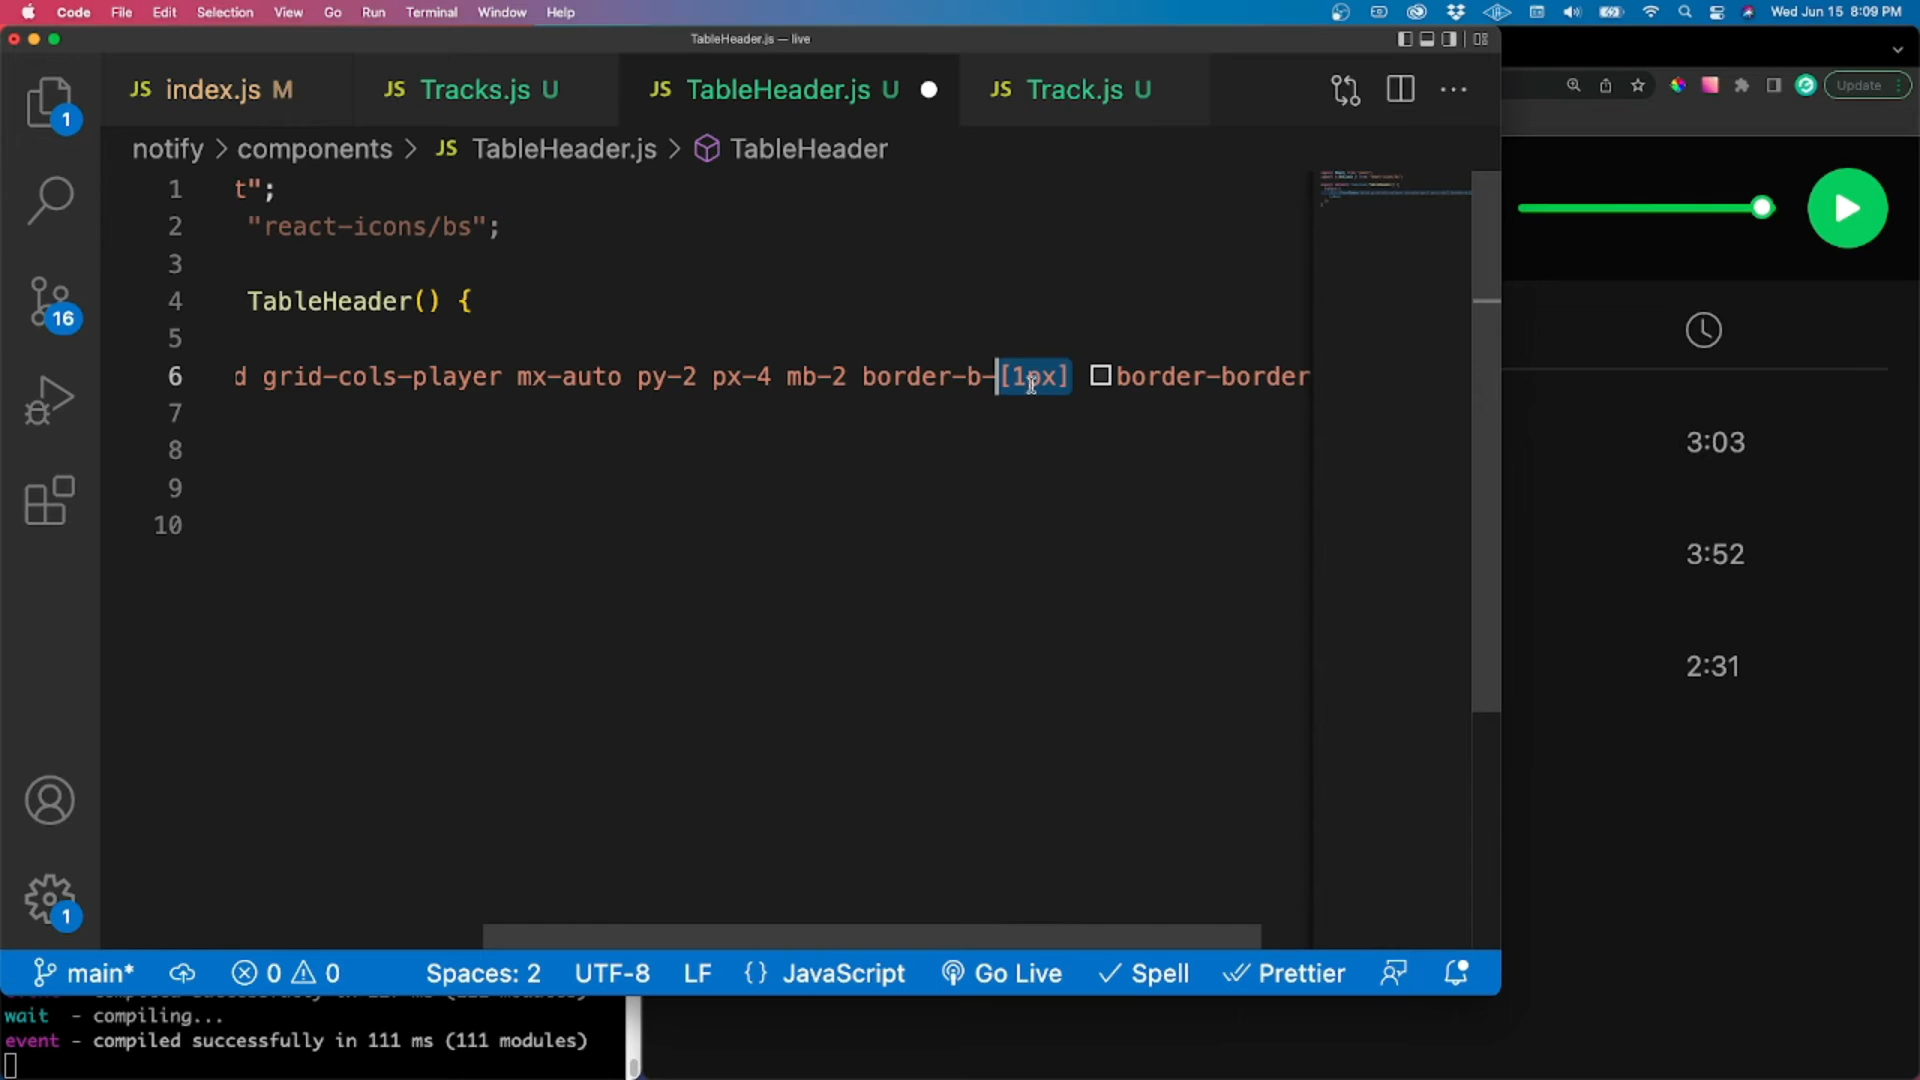 Code File Edit Selection View Go Run Terminal Window Help Wed Jun 15 8:09 PM
TableHeader.js — live
JS index.js M JS Tracks.js U JS TableHeader.js U JS Track.js U
Update
notify > components > JS TableHeader.js > TableHeader
1 t";
2 "react-icons/bs";
3
4 TableHeader() {
5
6 d grid-cols-player mx-auto py-2 px-4 mb-2 border-b-[1px] border-border
7
8
9
10
1
16
1
3:03
3:52
2:31
main* 0 0 Spaces: 2 UTF-8 LF {} JavaScript Go Live Spell Prettier
wait - compiling...
event - compiled successfully in 111 ms (111 modules)